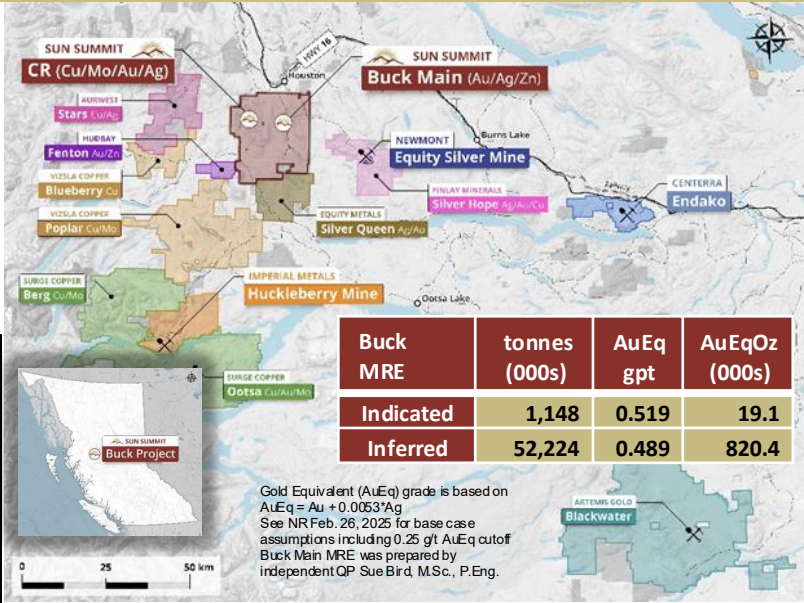 HWY 16
SUN SUMMIT
CR (Cu/Mo/Au/Ag)
Houston
SUN SUMMIT
Buck Main (Au/Ag/Zn)
AURWEST
Stars Cu/Ag
HUDBAY
Fenton Au/Zn
VIZSLA COPPER
Blueberry Cu
VIZSLA COPPER
Poplar Cu/Mo
NEWMONT
Equity Silver Mine
Burns Lake
FINLAY MINERALS
Silver Hope Ag/Au/Cu
CENTERRA
Endako
EQUITY METALS
Silver Queen Ag/Au
SURGE COPPER
Berg Cu/Mo
IMPERIAL METALS
Huckleberry Mine
Ootsa Lake
SURGE COPPER
Ootsa Cu/Au/Mo
SUN SUMMIT
Buck Project
Buck MRE tonnes (000s) AuEq gpt AuEqOz (000s)
Indicated 1,148 0.519 19.1
Inferred 52,224 0.489 820.4
Gold Equivalent (AuEq) grade is based on
AuEq = Au + 0.0053*Ag
See NR Feb. 26, 2025 for base case
assumptions including 0.25 g/t AuEq cutoff
Buck Main MRE was prepared by
independent QP Sue Bird, M.Sc., P.Eng.
ARTEMIS GOLD
Blackwater
0 25 50 km